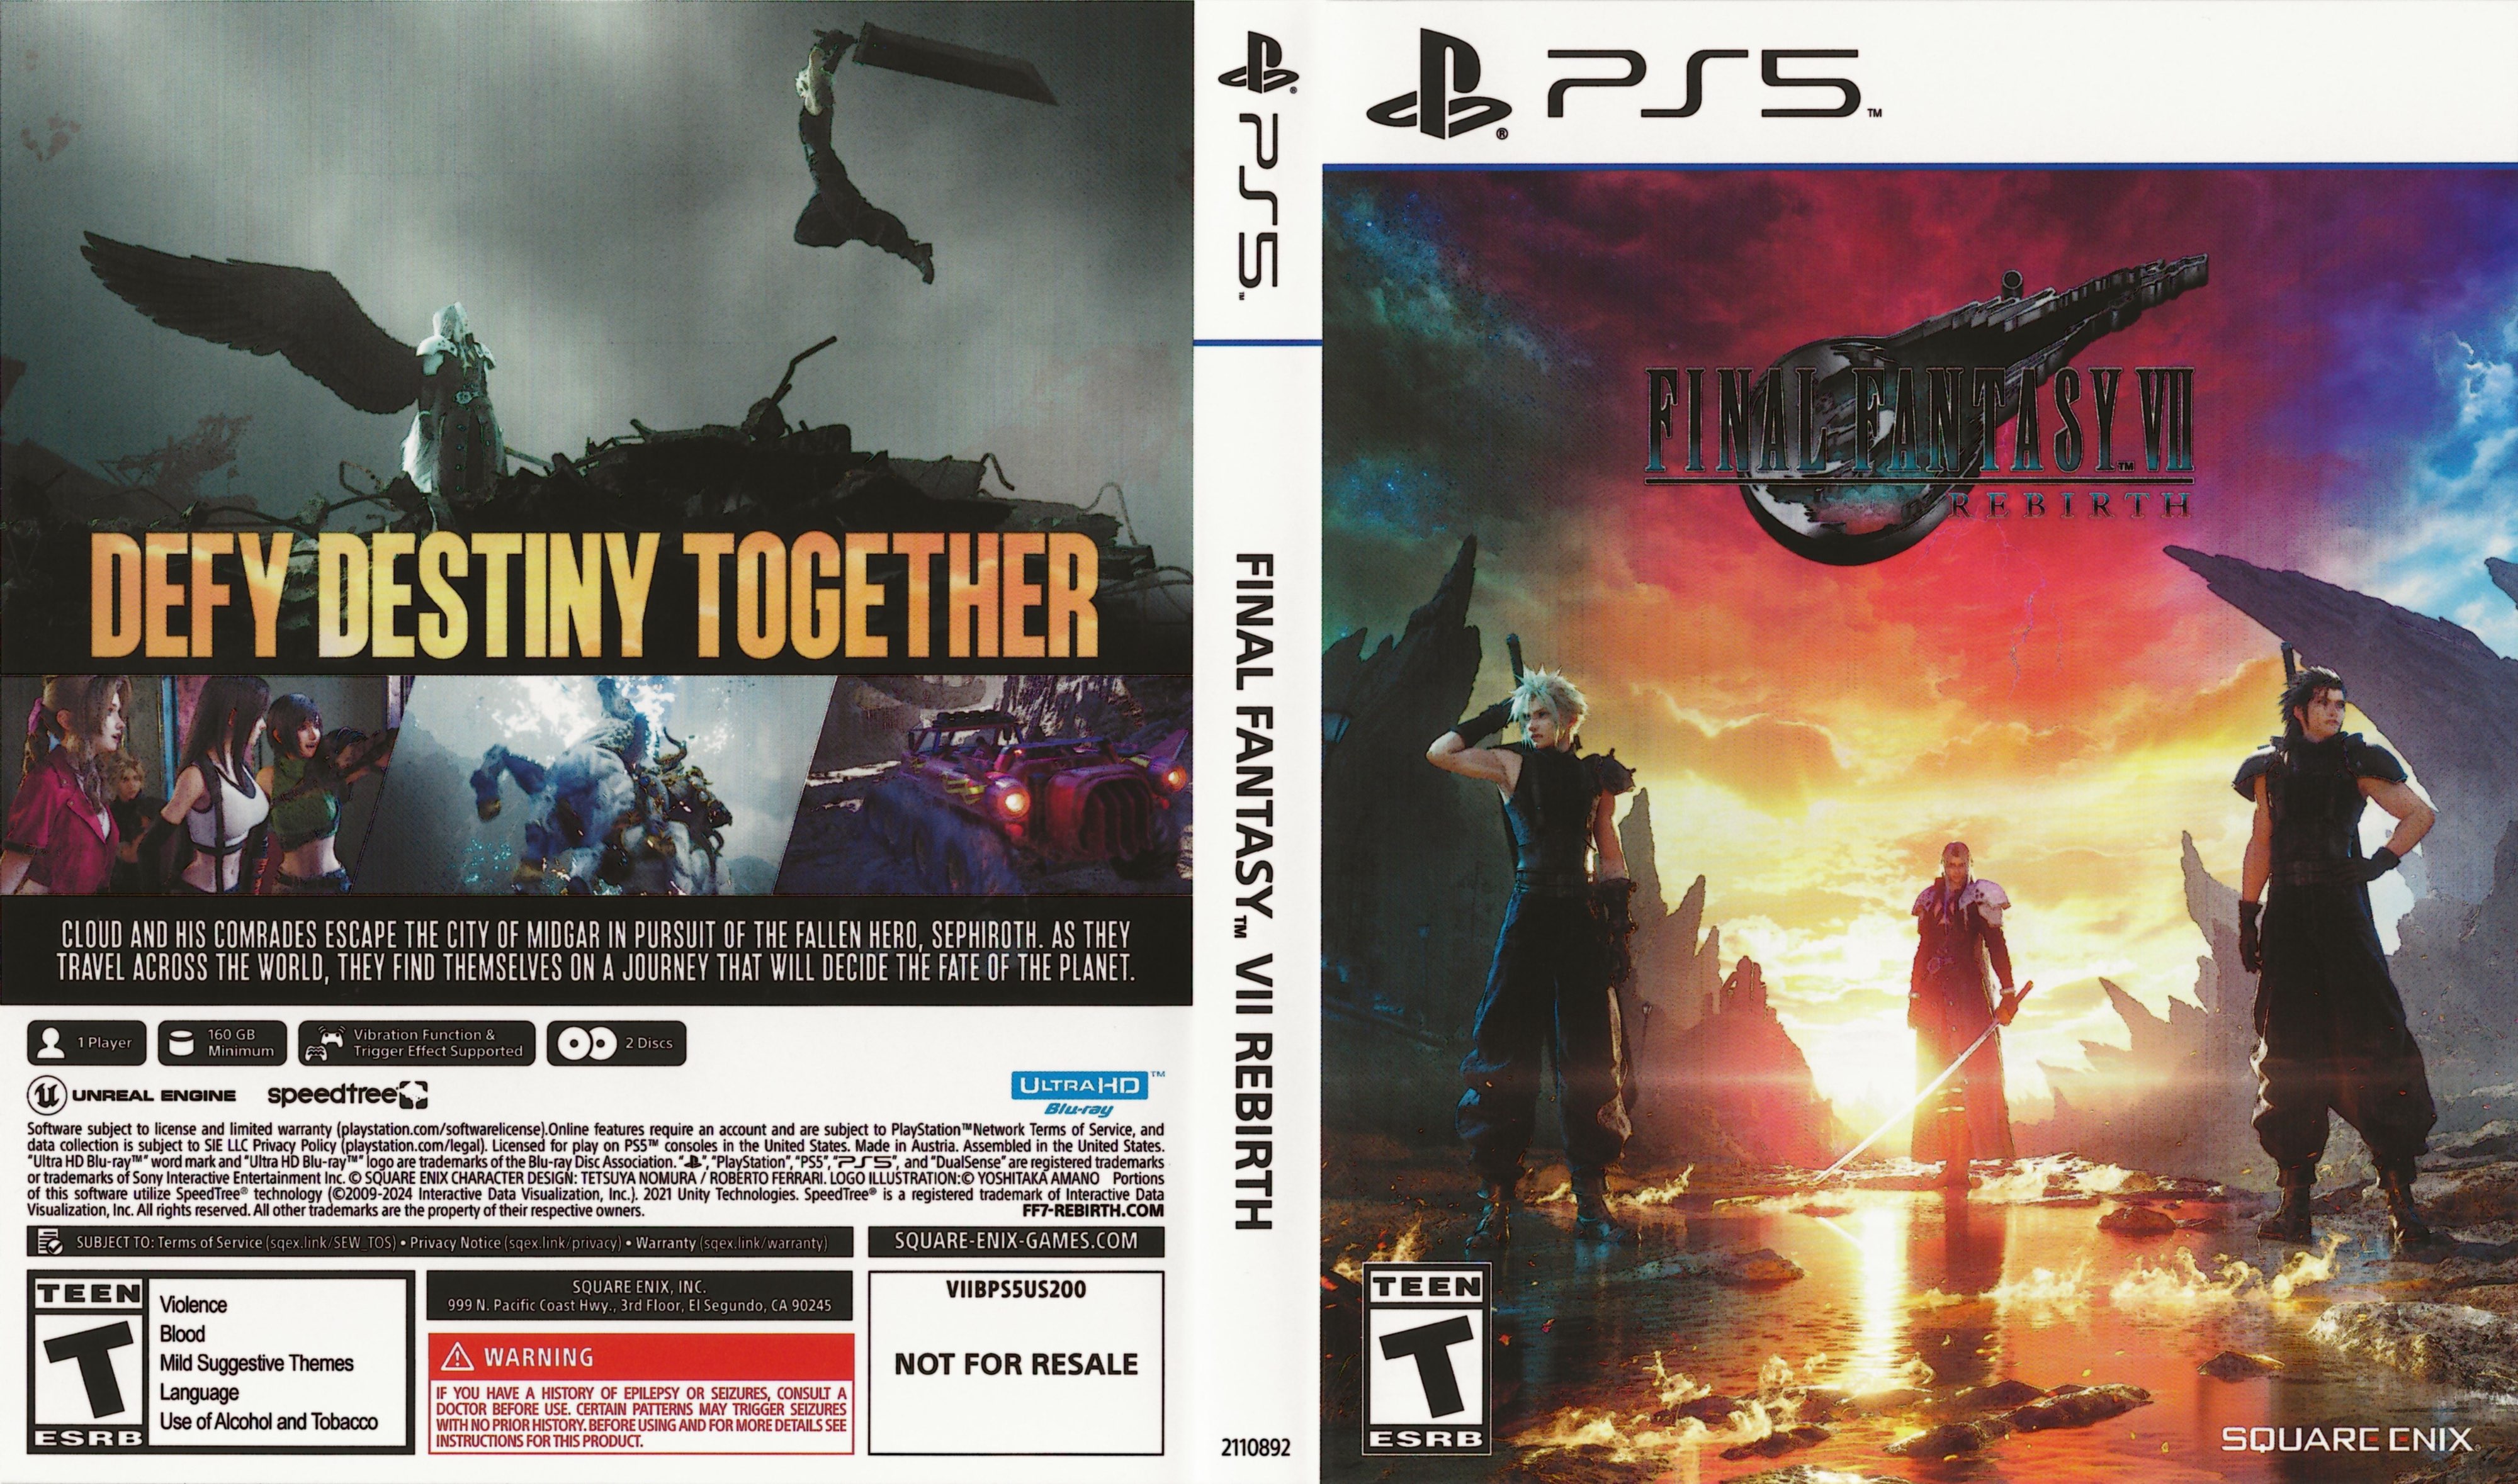 DEFY DESTINY TOGETHER
CLOUD AND HIS COMRADES ESCAPE THE CITY OF MIDGAR IN PURSUIT OF THE FALLEN HERO, SEPHIROTH. AS THEY
TRAVEL ACROSS THE WORLD, THEY FIND THEMSELVES ON A JOURNEY THAT WILL DECIDE THE FATE OF THE PLANET.
1 Player
160 GB
Minimum
Vibration Function &
Trigger Effect Supported
2 Discs
UNREAL ENGINE
speedtree
ULTRA HD™
Blu-ray
Software subject to license and limited warranty (playstation.com/softwarelicense).Online features require an account and are subject to PlayStation™Network Terms of Service, and
data collection is subject to SIE LLC Privacy Policy (playstation.com/legal). Licensed for play on PS5™ consoles in the United States. Made in Austria. Assembled in the United States.
"Ultra HD Blu-ray™" word mark and "Ultra HD Blu-ray™" logo are trademarks of the Blu-ray Disc Association. "", "PlayStation", "PS5", "PS5", and "DualSense" are registered trademarks
or trademarks of Sony Interactive Entertainment Inc. © SQUARE ENIX CHARACTER DESIGN: TETSUYA NOMURA / ROBERTO FERRARI. LOGO ILLUSTRATION:© YOSHITAKA AMANO Portions
of this software utilize SpeedTree® technology (©2009-2024 Interactive Data Visualization, Inc.). 2021 Unity Technologies. SpeedTree® is a registered trademark of Interactive Data
Visualization, Inc. All rights reserved. All other trademarks are the property of their respective owners.
FF7-REBIRTH.COM
SUBJECT TO: Terms of Service (sqex.link/SEW_TOS) • Privacy Notice (sqex.link/privacy) • Warranty (sqex.link/warranty)
SQUARE-ENIX-GAMES.COM
TEEN
T
ESRB
Violence
Blood
Mild Suggestive Themes
Language
Use of Alcohol and Tobacco
SQUARE ENIX, INC.
999 N. Pacific Coast Hwy., 3rd Floor, El Segundo, CA 90245
WARNING
IF YOU HAVE A HISTORY OF EPILEPSY OR SEIZURES, CONSULT A
DOCTOR BEFORE USE. CERTAIN PATTERNS MAY TRIGGER SEIZURES
WITH NO PRIOR HISTORY. BEFORE USING AND FOR MORE DETAILS SEE
INSTRUCTIONS FOR THIS PRODUCT.
VIIBPS5US200
NOT FOR RESALE
PS5™
FINAL FANTASY™ VII REBIRTH
2110892
PS5™
FINAL FANTASY™ VII
REBIRTH
TEEN
T
ESRB
SQUARE ENIX®